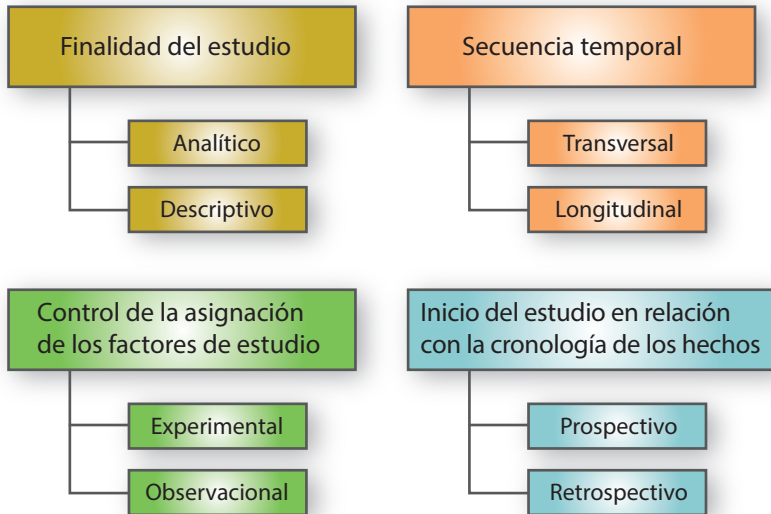 Finalidad del estudio
Analítico
Descriptivo
Secuencia temporal
Transversal
Longitudinal
Control de la asignación
de los factores de estudio
Experimental
Observacional
Inicio del estudio en relación
con la cronología de los hechos
Prospectivo
Retrospectivo